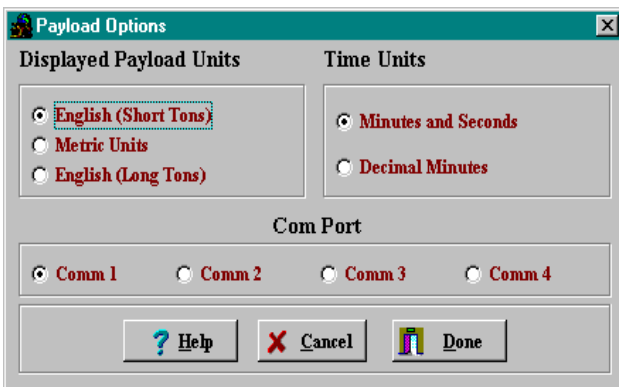 Payload Options
Displayed Payload Units
Time Units
English (Short Tons)
Metric Units
English (Long Tons)
Minutes and Seconds
Decimal Minutes
Com Port
Comm 1 Comm 2 Comm 3 Comm 4
? Help Cancel Done